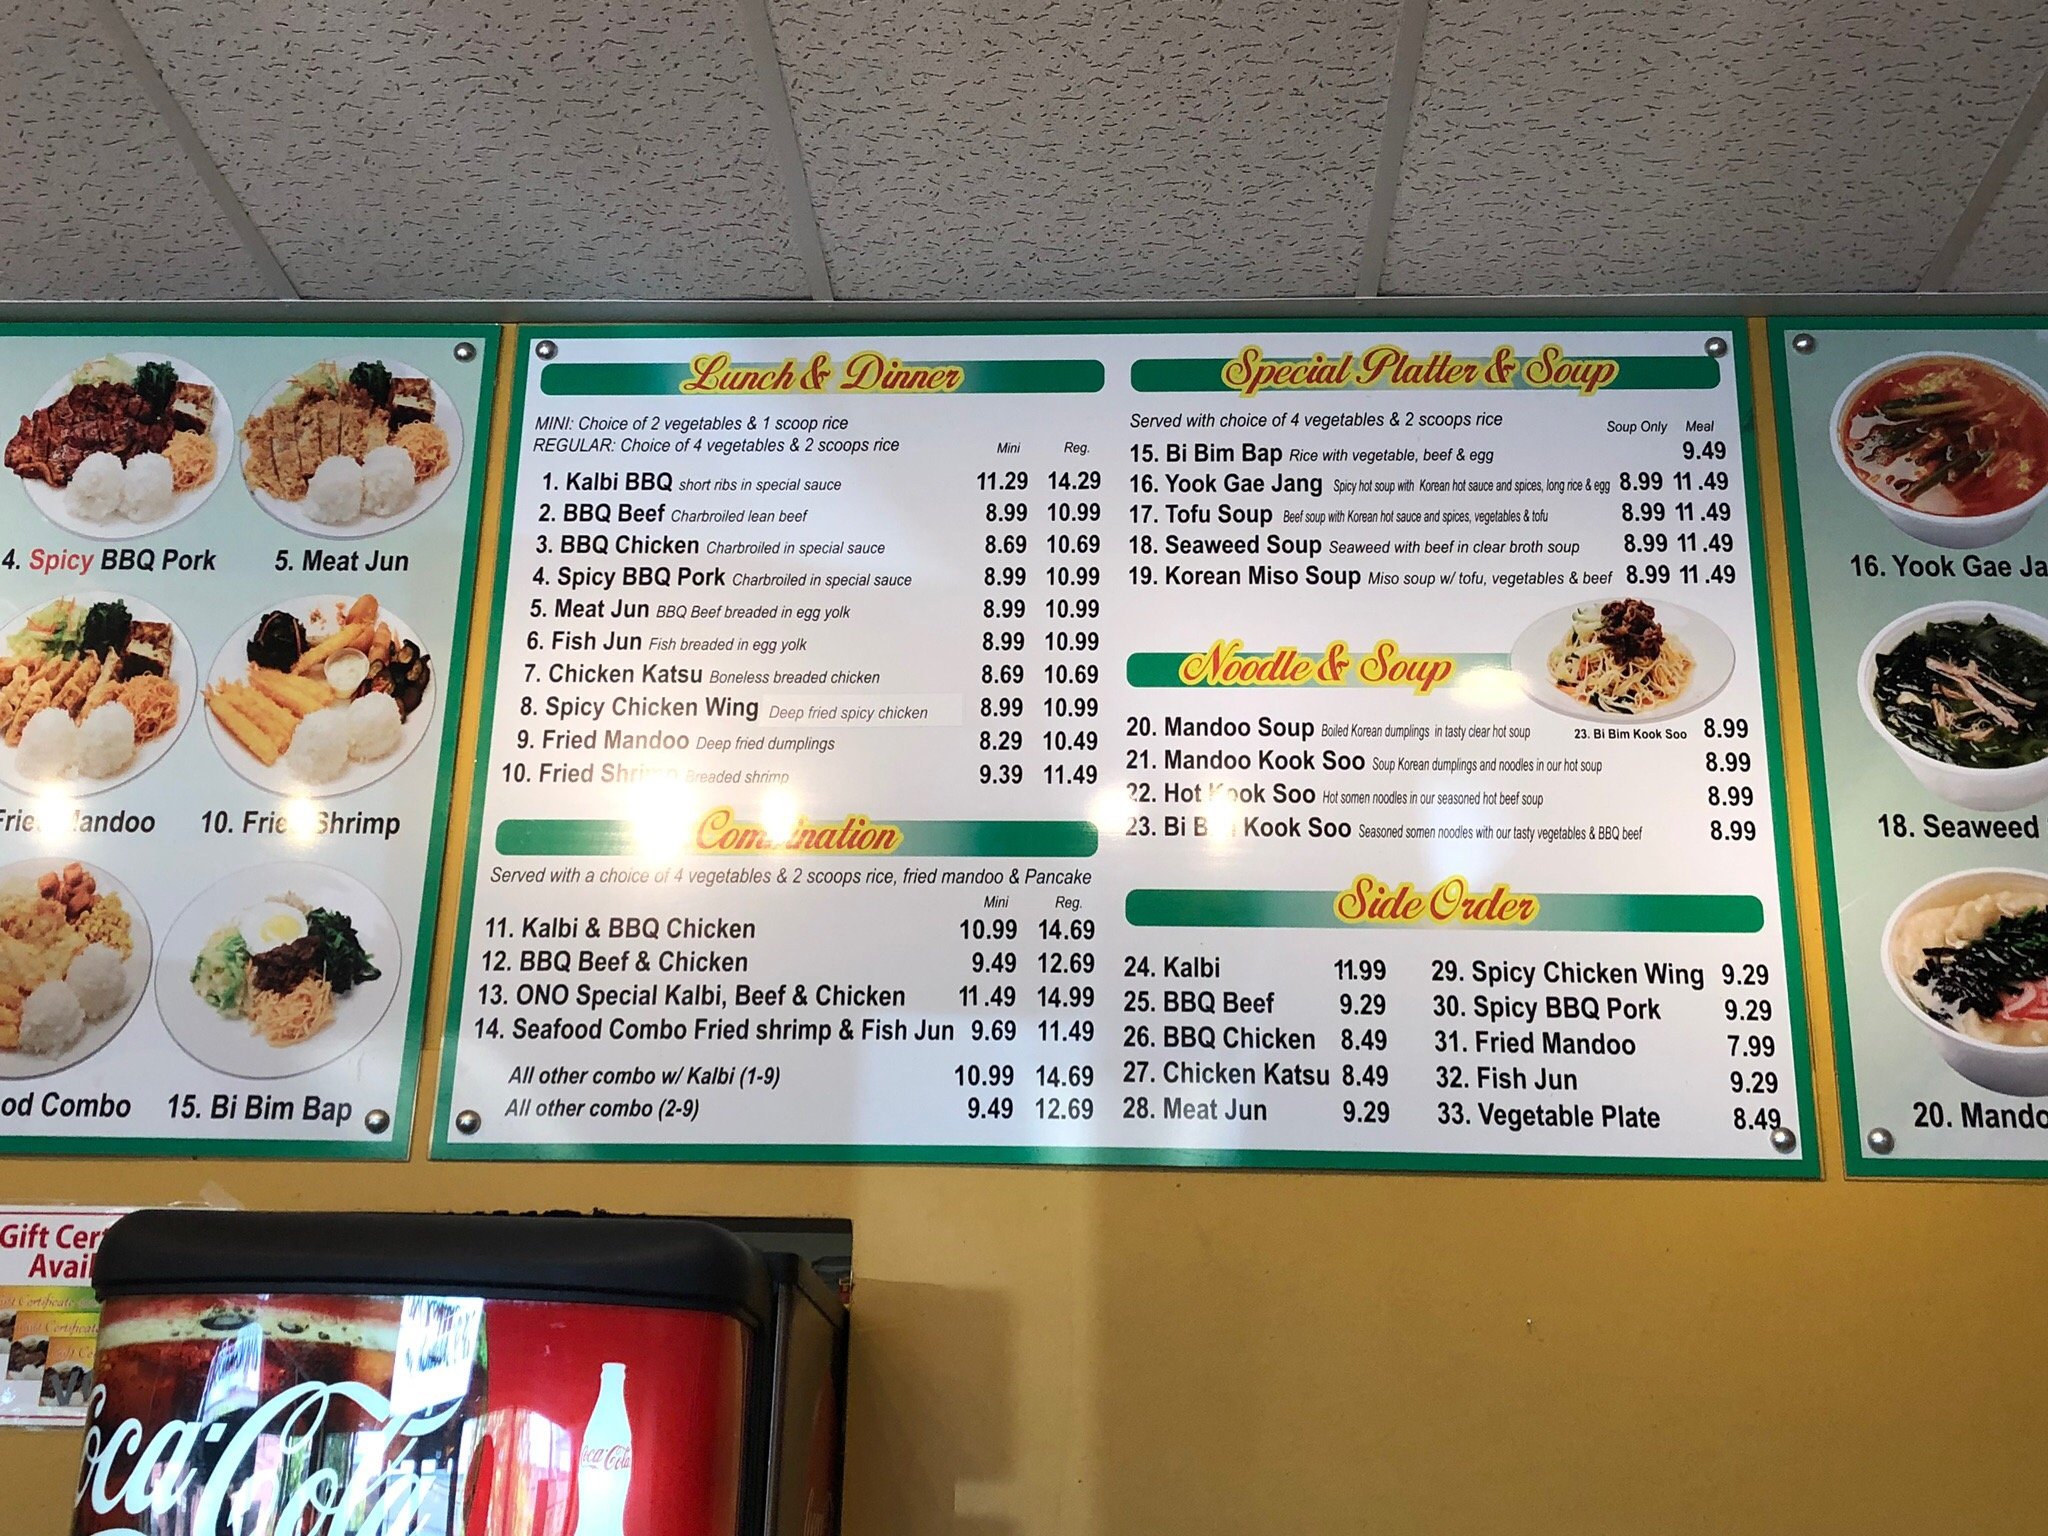 4. Spicy BBQ Pork
5. Meat Jun
Mandoo
10. Shrimp
Combo
15. Bi Bim Bap
Lunch & Dinner
MINI: Choice of 2 vegetables & 1 scoop rice
REGULAR: Choice of 4 vegetables & 2 scoops rice
Mini Reg.
1. Kalbi BBQ short ribs in special sauce 11.29 14.29
2. BBQ Beef Charbroiled lean beef 8.99 10.99
3. BBQ Chicken Charbroiled in special sauce 8.69 10.69
4. Spicy BBQ Pork Charbroiled in special sauce 8.99 10.99
5. Meat Jun BBQ Beef breaded in egg yolk 8.99 10.99
6. Fish Jun Fish breaded in egg yolk 8.99 10.99
7. Chicken Katsu Boneless breaded chicken 8.69 10.69
8. Spicy Chicken Wing Deep fried spicy chicken 8.99 10.99
9. Fried Mandoo Deep fried dumplings 8.29 10.49
10. Fried Shrimp Breaded shrimp 9.39 11.49
Combination
Served with a choice of 4 vegetables & 2 scoops rice, fried mandoo & Pancake
Mini Reg.
11. Kalbi & BBQ Chicken 10.99 14.69
12. BBQ Beef & Chicken 9.49 12.69
13. ONO Special Kalbi, Beef & Chicken 11.49 14.99
14. Seafood Combo Fried shrimp & Fish Jun 9.69 11.49
All other combo w/ Kalbi (1-9) 10.99 14.69
All other combo (2-9) 9.49 12.69
Special Platter & Soup
Served with choice of 4 vegetables & 2 scoops rice
Soup Only Meal
15. Bi Bim Bap Rice with vegetable, beef & egg 9.49
16. Yook Gae Jang Spicy hot soup with Korean hot sauce and spices, long rice & egg 8.99 11.49
17. Tofu Soup Beef soup with Korean hot sauce and spices, vegetables & tofu 8.99 11.49
18. Seaweed Soup Seaweed with beef in clear broth soup 8.99 11.49
19. Korean Miso Soup Miso soup w/ tofu, vegetables & beef 8.99 11.49
Noodle & Soup
20. Mandoo Soup Boiled Korean dumplings in tasty clear hot soup 8.99
23. Bi Bim Kook Soo
21. Mandoo Kook Soo Soup Korean dumplings and noodles in our hot soup 8.99
22. Hot Kook Soo Hot somen noodles in our seasoned hot beef soup 8.99
23. Bi Bim Kook Soo Seasoned somen noodles with our tasty vegetables & BBQ beef 8.99
Side Order
24. Kalbi 11.99
25. BBQ Beef 9.29
26. BBQ Chicken 8.49
27. Chicken Katsu 8.49
28. Meat Jun 9.29
29. Spicy Chicken Wing 9.29
30. Spicy BBQ Pork 9.29
31. Fried Mandoo 7.99
32. Fish Jun 9.29
33. Vegetable Plate 8.49
16. Yook Gae
18. Seaweed
20.
Gift
Coca-Cola
Coca-Cola